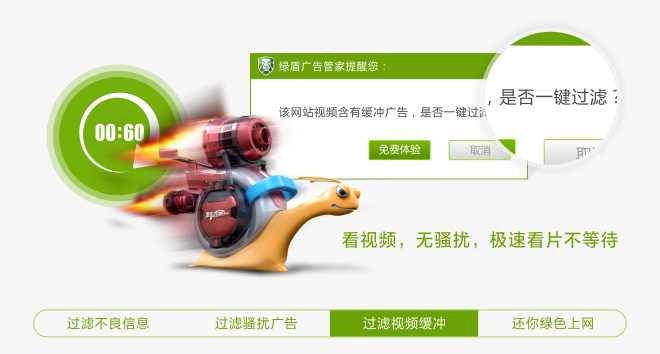 绿盾广告管家提醒您：
该网站视频含有缓冲广告，是否一键过滤
，是否一键过滤？
00:60
免费体验
取消
取消
看视频，无骚扰，极速看片不等待
过滤不良信息
过滤骚扰广告
过滤视频缓冲
还你绿色上网